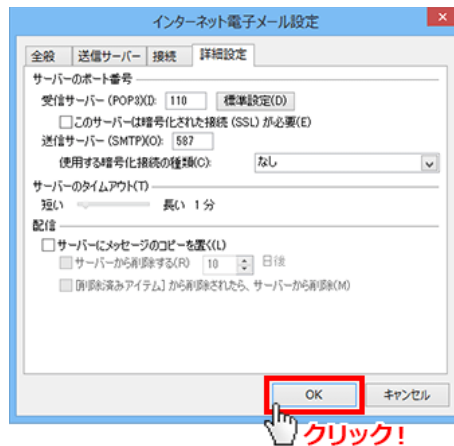 インターネット電子メール設定
全般 送信サーバー 接続 詳細設定
サーバーのポート番号
受信サーバー (POP3)(I): 110 標準設定(D)
このサーバーは暗号化された接続 (SSL) が必要(E)
送信サーバー (SMTP)(O): 587
使用する暗号化接続の種類(C): なし
サーバーのタイムアウト(T)
短い 長い 1 分
配信
サーバーにメッセージのコピーを置く(L)
サーバーから削除する(R) 10 日後
[削除済みアイテム] から削除されたら、サーバーから削除(M)
OK キャンセル
クリック!